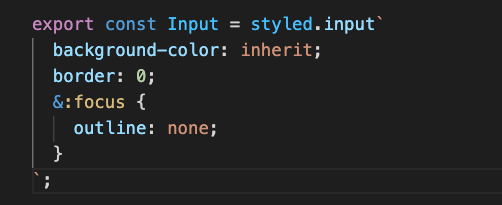 export const Input = styled.input`
  background-color: inherit;
  border: 0;
  &:focus {
    outline: none;
  }
`;